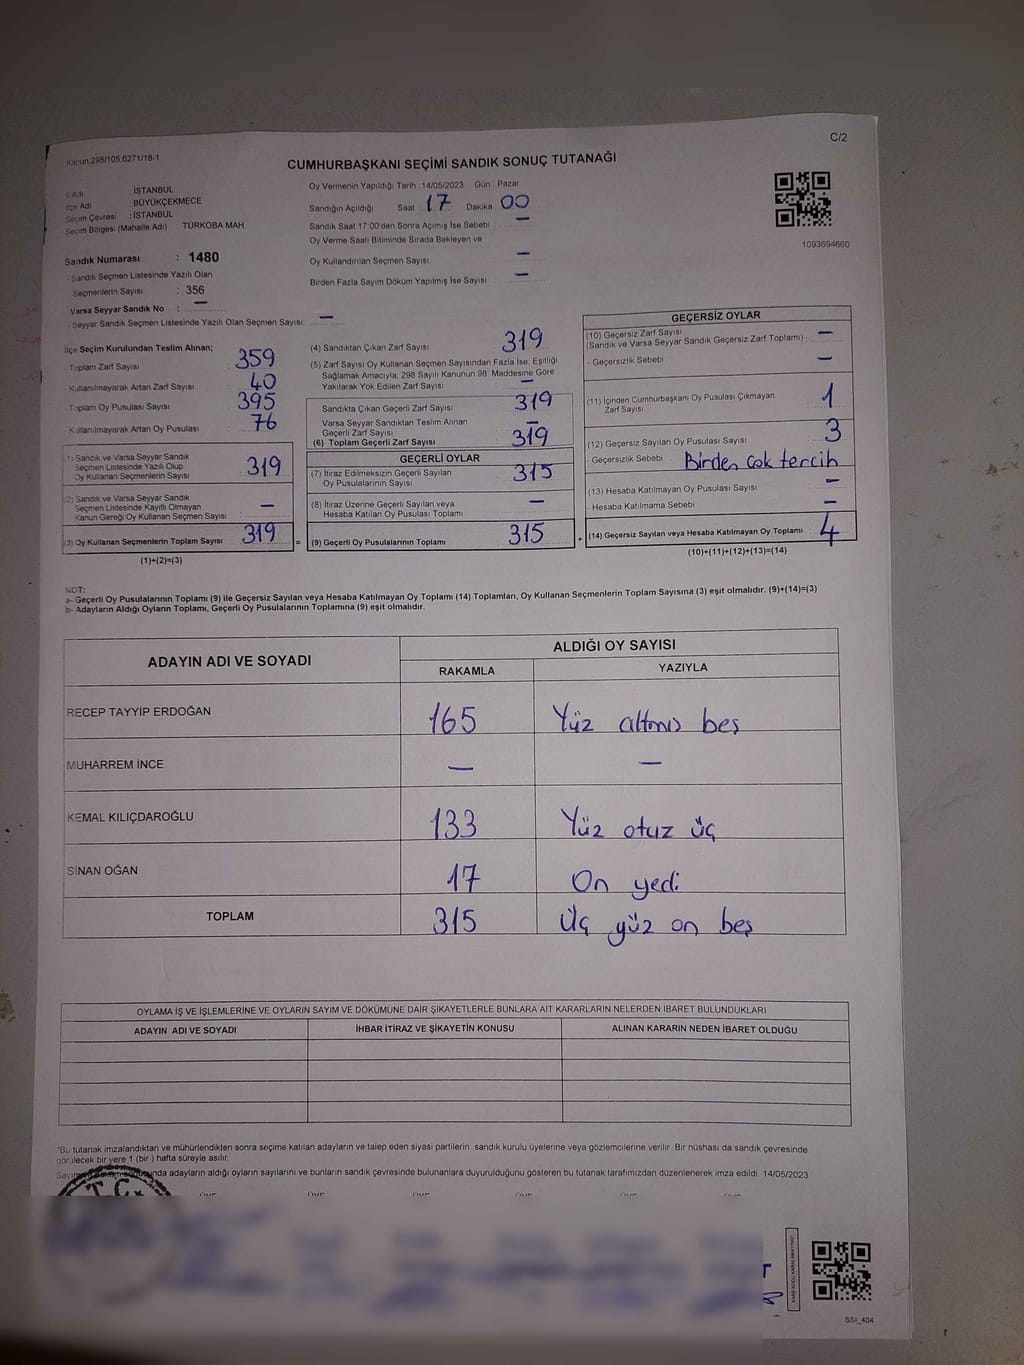 C/2
Kanun:298/105;6271/18-1
CUMHURBAŞKANI SEÇİMİ SANDIK SONUÇ TUTANAĞI
İl Adı : İSTANBUL
İlçe Adı : BÜYÜKÇEKMECE
Seçim Çevresi : İSTANBUL
Seçim Bölgesi (Mahalle Adı) : TÜRKOBA MAH.
Oy Vermenin Yapıldığı Tarih : 14/05/2023 Gün : Pazar
Sandığın Açıldığı Saat 17 Dakika 00
Sandık Saat 17:00'den Sonra Açılmış İse Sebebi : —
Oy Verme Saati Bitiminde Sırada Bekleyen ve
Oy Kullandırılan Seçmen Sayısı —
Birden Fazla Sayım Döküm Yapılmış İse Sayısı —
1093694660
Sandık Numarası : 1480
- Sandık Seçmen Listesinde Yazılı Olan
Seçmenlerin Sayısı : 356
Varsa Seyyar Sandık No : —
- Seyyar Sandık Seçmen Listesinde Yazılı Olan Seçmen Sayısı: —
İlçe Seçim Kurulundan Teslim Alınan;
- Toplam Zarf Sayısı : 359
- Kullanılmayarak Artan Zarf Sayısı : 40
- Toplam Oy Pusulası Sayısı : 395
- Kullanılmayarak Artan Oy Pusulası : 76
(1) Sandık ve Varsa Seyyar Sandık
Seçmen Listesinde Yazılı Olup
Oy Kullanan Seçmenlerin Sayısı 319
(2) Sandık ve Varsa Seyyar Sandık
Seçmen Listesinde Kayıtlı Olmayan
Kanun Gereği Oy Kullanan Seçmen Sayısı —
(3) Oy Kullanan Seçmenlerin Toplam Sayısı 319
(1)+(2)=(3)
(4) Sandıktan Çıkan Zarf Sayısı 319
(5) Zarf Sayısı Oy Kullanan Seçmen Sayısından Fazla İse, Eşitliği
Sağlamak Amacıyla, 298 Sayılı Kanunun 98. Maddesine Göre
Yakılarak Yok Edilen Zarf Sayısı —
Sandıkta Çıkan Geçerli Zarf Sayısı 319
Varsa Seyyar Sandıktan Teslim Alınan
Geçerli Zarf Sayısı —
(6) Toplam Geçerli Zarf Sayısı 319
GEÇERLİ OYLAR
(7) İtiraz Edilmeksizin Geçerli Sayılan
Oy Pusulalarının Sayısı 315
(8) İtiraz Üzerine Geçerli Sayılan veya
Hesaba Katılan Oy Pusulası Toplamı —
= (9) Geçerli Oy Pusulalarının Toplamı 315
GEÇERSİZ OYLAR
(10) Geçersiz Zarf Sayısı
(Sandık ve Varsa Seyyar Sandık Geçersiz Zarf Toplamı) —
- Geçersizlik Sebebi —
(11) İçinden Cumhurbaşkanı Oy Pusulası Çıkmayan
Zarf Sayısı 1
(12) Geçersiz Sayılan Oy Pusulası Sayısı 3
- Geçersizlik Sebebi Birden çok tercih
(13) Hesaba Katılmayan Oy Pusulası Sayısı —
- Hesaba Katılmama Sebebi —
+ (14) Geçersiz Sayılan veya Hesaba Katılmayan Oy Toplamı 4
(10)+(11)+(12)+(13)=(14)
NOT:
a- Geçerli Oy Pusulalarının Toplamı (9) ile Geçersiz Sayılan veya Hesaba Katılmayan Oy Toplamı (14) Toplamları, Oy Kullanan Seçmenlerin Toplam Sayısına (3) eşit olmalıdır. (9)+(14)=(3)
b- Adayların Aldığı Oyların Toplamı, Geçerli Oy Pusulalarının Toplamına (9) eşit olmalıdır.
ADAYIN ADI VE SOYADI
ALDIĞI OY SAYISI
RAKAMLA YAZIYLA
RECEP TAYYİP ERDOĞAN 165 Yüz altmış beş
MUHARREM İNCE — —
KEMAL KILIÇDAROĞLU 133 Yüz otuz üç
SİNAN OĞAN 17 On yedi
TOPLAM 315 Üç yüz on beş
OYLAMA İŞ VE İŞLEMLERİNE VE OYLARIN SAYIM VE DÖKÜMÜNE DAİR ŞİKAYETLERLE BUNLARA AİT KARARLARIN NELERDEN İBARET BULUNDUKLARI
ADAYIN ADI VE SOYADI İHBAR İTİRAZ VE ŞİKAYETİN KONUSU ALINAN KARARIN NEDEN İBARET OLDUĞU
*Bu tutanak imzalandıktan ve mühürlendikten sonra seçime katılan adayların ve talep eden siyasi partilerin sandık kurulu üyelerine veya gözlemcilerine verilir. Bir nüshası da sandık çevresinde
görülecek bir yere 1 (bir ) hafta süreyle asılır.
Sayım adayların aldığı oyların sayılarını ve bunların sandık çevresinde bulunanlara duyurulduğunu gösteren bu tutanak tarafımızdan düzenlenerek imza edildi. 14/05/2023
T.C.
SSI_404